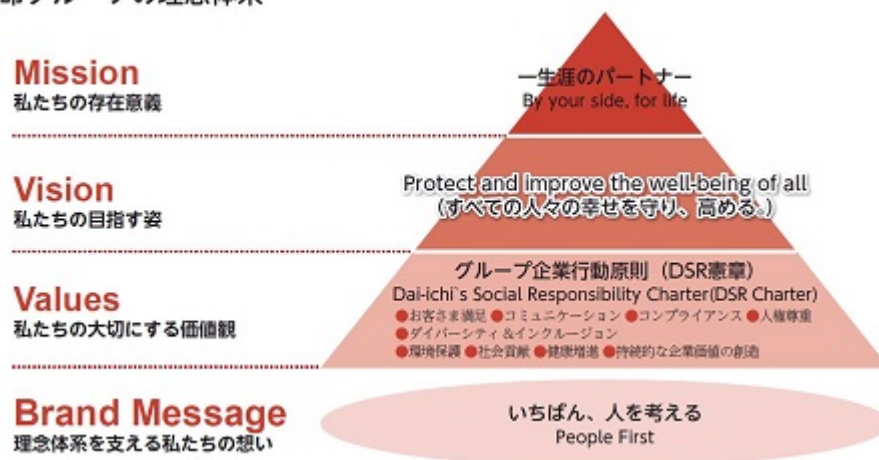 グループの理念体系
Mission
私たちの存在意義
一生涯のパートナー
By your side, for life
Vision
私たちの目指す姿
Protect and improve the well-being of all
(すべての人々の幸せを守り、高める。)
Values
私たちの大切にする価値観
グループ企業行動原則（DSR憲章）
Dai-ichi`s Social Responsibility Charter(DSR Charter)
●お客さま満足 ●コミュニケーション ●コンプライアンス ●人権尊重
●ダイバーシティ&インクルージョン
●環境保護 ●社会貢献 ●健康増進 ●持続的な企業価値の創造
Brand Message
理念体系を支える私たちの想い
いちばん、人を考える
People First